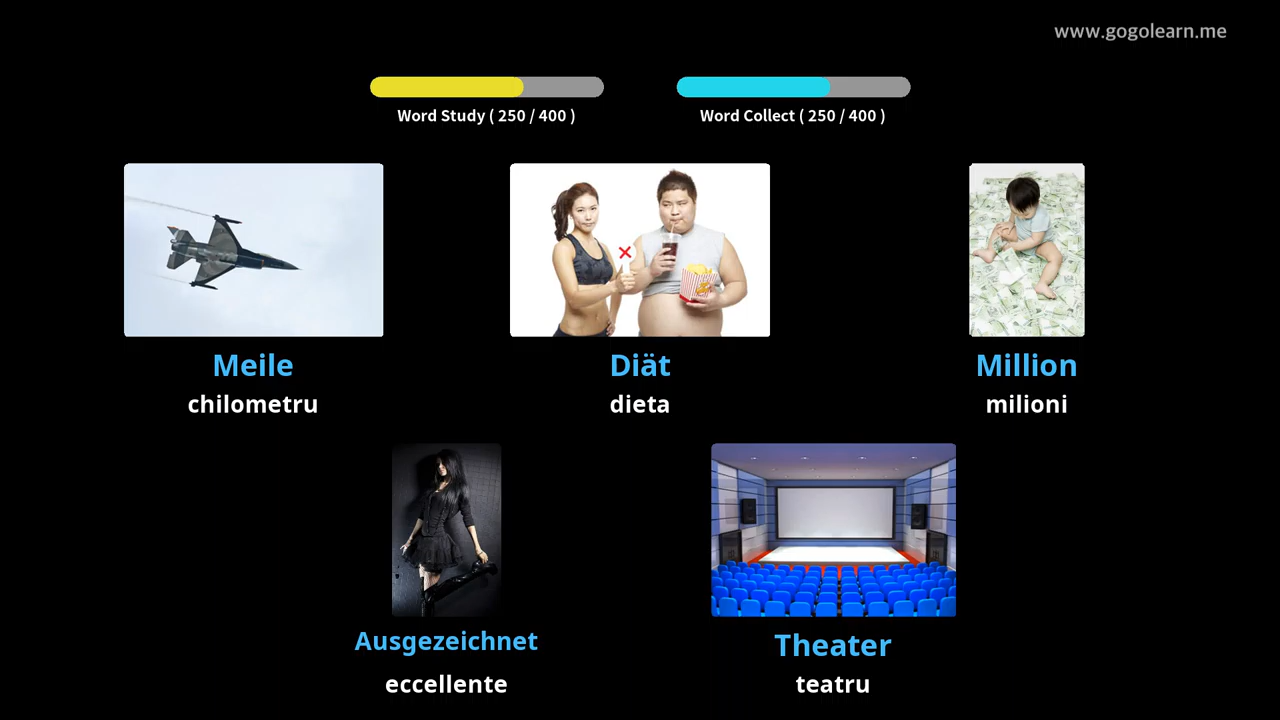 www.gogolearn.me
Word Study ( 250 / 400 )
Word Collect ( 250 / 400 )
Meile
chilometru
Diät
dieta
Million
milioni
Ausgezeichnet
eccellente
Theater
teatru